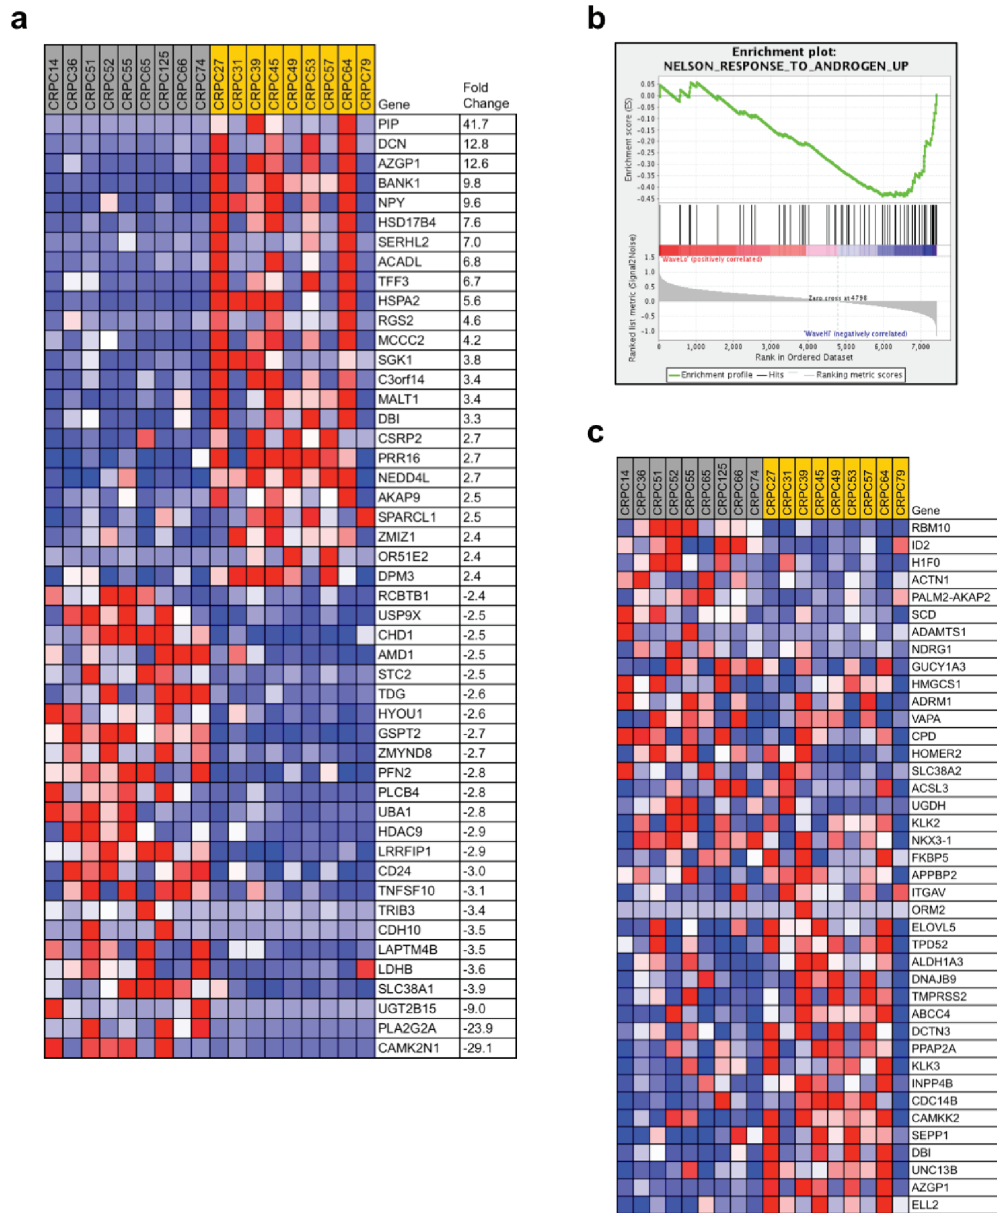 a
CRPC14 CRPC36 CRPC51 CRPC52 CRPC55 CRPC65 CRPC125 CRPC66 CRPC74 CRPC27 CRPC31 CRPC39 CRPC45 CRPC49 CRPC53 CRPC57 CRPC64 CRPC79
Gene Fold Change
PIP 41.7
DCN 12.8
AZGP1 12.6
BANK1 9.8
NPY 9.6
HSD17B4 7.6
SERHL2 7.0
ACADL 6.8
TFF3 6.7
HSPA2 5.6
RGS2 4.6
MCCC2 4.2
SGK1 3.8
C3orf14 3.4
MALT1 3.4
DBI 3.3
CSRP2 2.7
PRR16 2.7
NEDD4L 2.7
AKAP9 2.5
SPARCL1 2.5
ZMIZ1 2.4
OR51E2 2.4
DPM3 2.4
RCBTB1 -2.4
USP9X -2.5
CHD1 -2.5
AMD1 -2.5
STC2 -2.5
TDG -2.6
HYOU1 -2.6
GSPT2 -2.7
ZMYND8 -2.7
PFN2 -2.8
PLCB4 -2.8
UBA1 -2.8
HDAC9 -2.9
LRRFIP1 -2.9
CD24 -3.0
TNFSF10 -3.1
TRIB3 -3.4
CDH10 -3.5
LAPTM4B -3.5
LDHB -3.6
SLC38A1 -3.9
UGT2B15 -9.0
PLA2G2A -23.9
CAMK2N1 -29.1
b
Enrichment plot:
NELSON_RESPONSE_TO_ANDROGEN_UP
Enrichment score (ES)
0.05
0.00
-0.05
-0.10
-0.15
-0.20
-0.25
-0.30
-0.35
-0.40
-0.45
Ranked list metric (Signal2Noise)
'WaveLo' (positively correlated)
1.5
1.0
0.5
0.0
-0.5
-1.0
Zero cross at 4790
'WaveHi' (negatively correlated)
0 1,000 2,000 3,000 4,000 5,000 6,000 7,000
Rank in Ordered Dataset
Enrichment profile Hits Ranking metric scores
c
CRPC14 CRPC36 CRPC51 CRPC52 CRPC55 CRPC65 CRPC125 CRPC66 CRPC74 CRPC27 CRPC31 CRPC39 CRPC45 CRPC49 CRPC53 CRPC57 CRPC64 CRPC79
Gene
RBM10
ID2
H1F0
ACTN1
PALM2-AKAP2
SCD
ADAMTS1
NDRG1
GUCY1A3
HMGCS1
ADRM1
VAPA
CPD
HOMER2
SLC38A2
ACSL3
UGDH
KLK2
NKX3-1
FKBP5
APPBP2
ITGAV
ORM2
ELOVL5
TPD52
ALDH1A3
DNAJB9
TMPRSS2
ABCC4
DCTN3
PPAP2A
KLK3
INPP4B
CDC14B
CAMKK2
SEPP1
DBI
UNC13B
AZGP1
ELL2